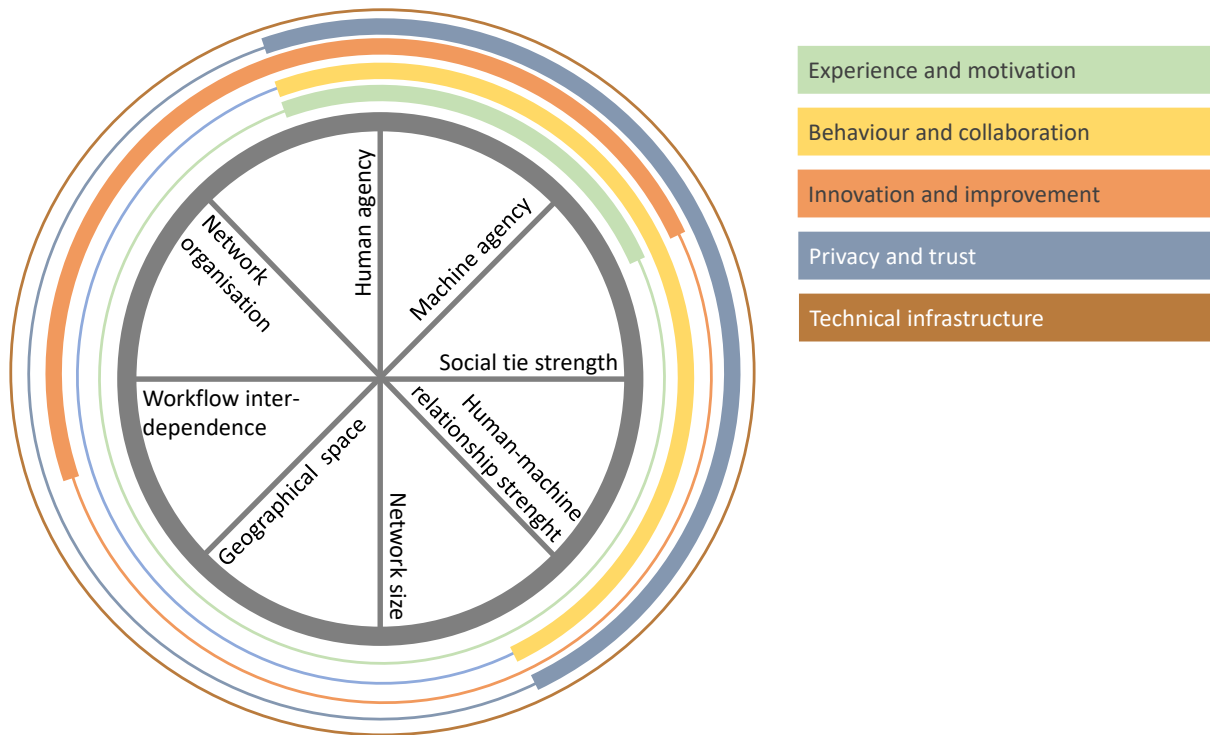 Human agency
Machine agency
Social tie strength
Human-machine
relationship strenght
Network size
Geographical space
Workflow inter-
dependence
Network
organisation
Experience and motivation
Behaviour and collaboration
Innovation and improvement
Privacy and trust
Technical infrastructure